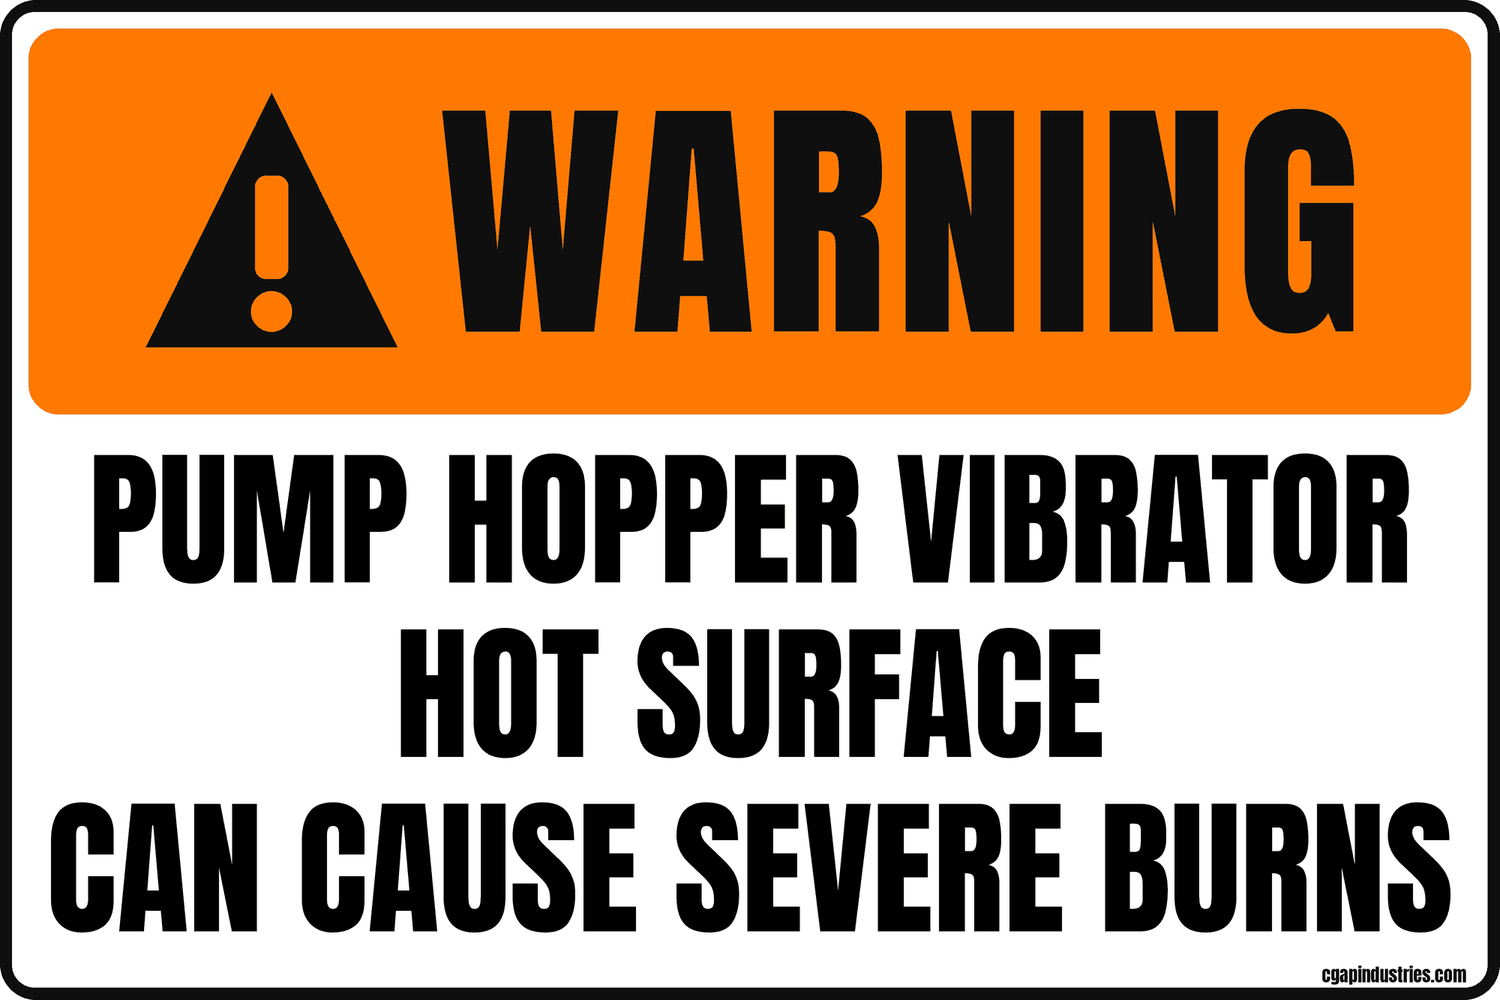 WARNING
PUMP HOPPER VIBRATOR
HOT SURFACE
CAN CAUSE SEVERE BURNS
cgapindustries.com